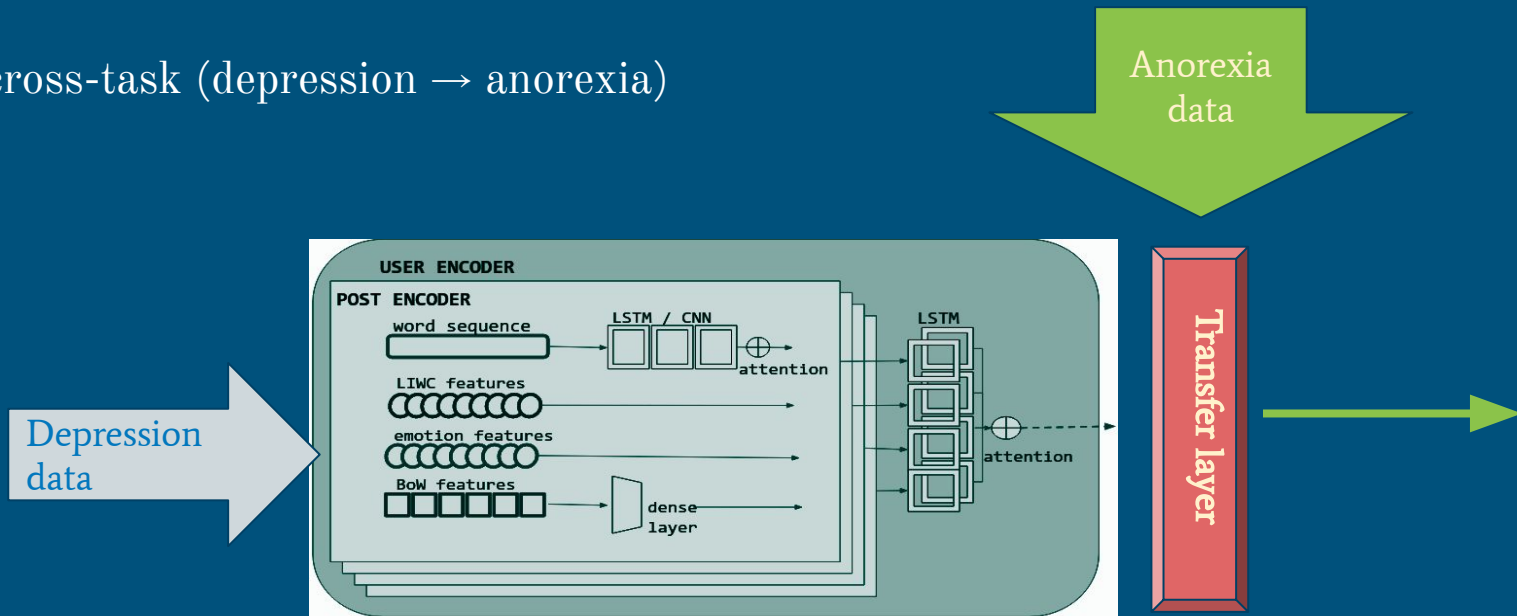 cross-task (depression → anorexia)
Anorexia
data
USER ENCODER
POST ENCODER
word sequence
LSTM / CNN
attention
LIWC features
emotion features
BoW features
dense
layer
LSTM
attention
Depression
data
Transfer layer